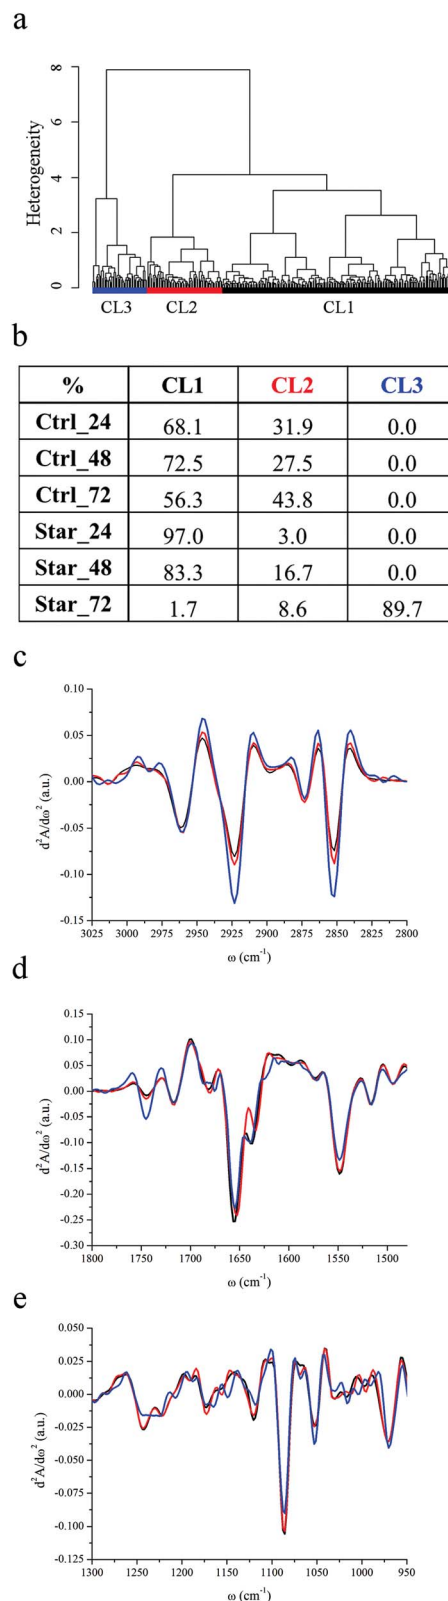 a
Heterogeneity
8
6
4
2
0
CL3 CL2 CL1
b
% CL1 CL2 CL3
Ctrl_24 68.1 31.9 0.0
Ctrl_48 72.5 27.5 0.0
Ctrl_72 56.3 43.8 0.0
Star_24 97.0 3.0 0.0
Star_48 83.3 16.7 0.0
Star_72 1.7 8.6 89.7
c
d²A/dω² (a.u.)
0.10
0.05
0.00
-0.05
-0.10
-0.15
3025 3000 2975 2950 2925 2900 2875 2850 2825 2800
ω (cm⁻¹)
d
d²A/dω² (a.u.)
0.15
0.10
0.05
0.00
-0.05
-0.10
-0.15
-0.20
-0.25
-0.30
1800 1750 1700 1650 1600 1550 1500
ω (cm⁻¹)
e
d²A/dω² (a.u.)
0.050
0.025
0.000
-0.025
-0.050
-0.075
-0.100
-0.125
1300 1250 1200 1150 1100 1050 1000 950
ω (cm⁻¹)